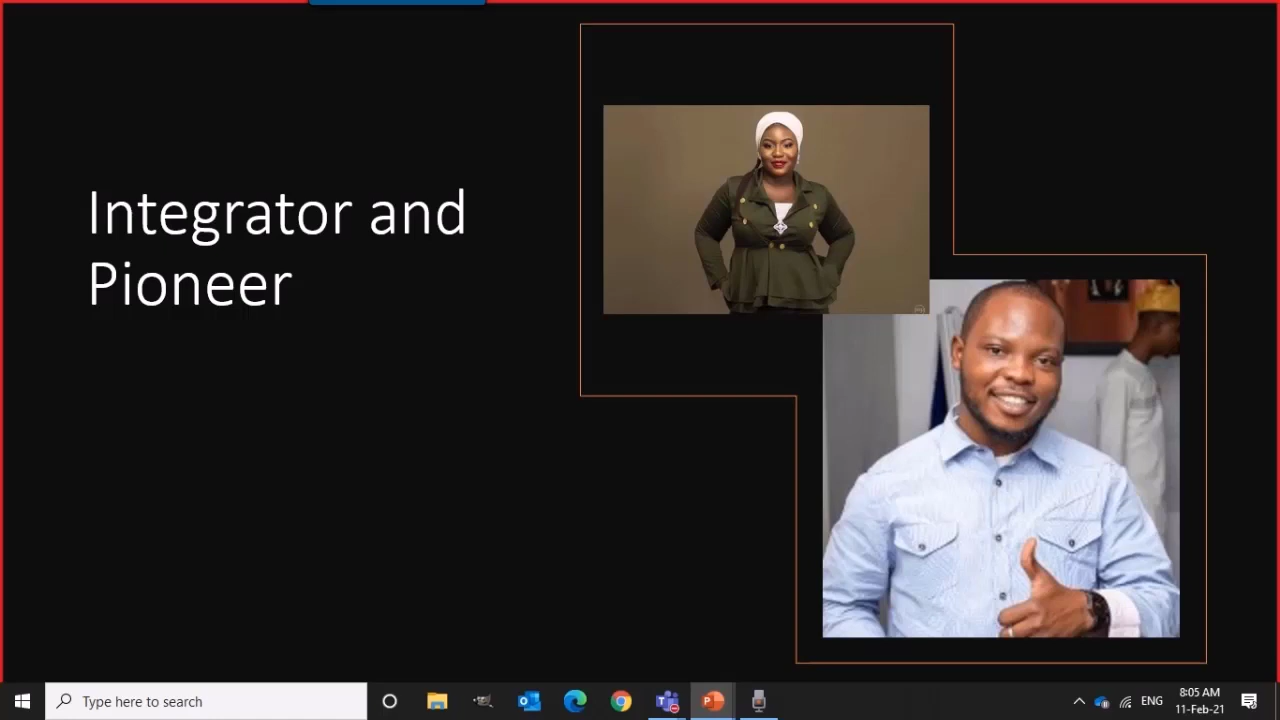 Integrator and
Pioneer
Type here to search
ENG
8:05 AM
11-Feb-21